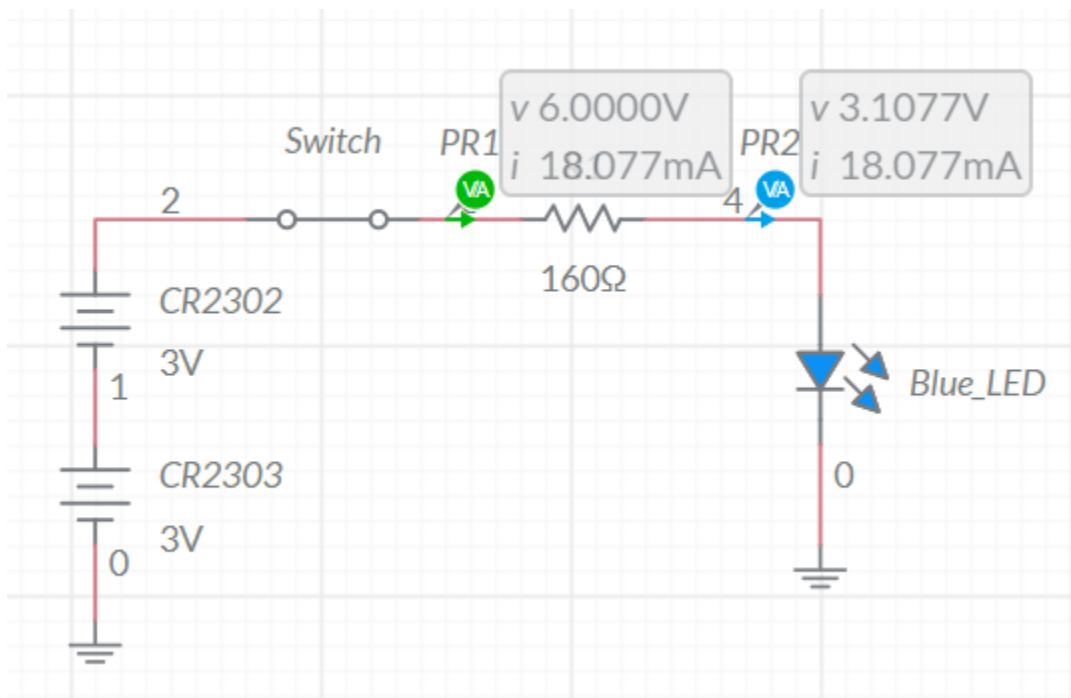 v 6.0000V
i 18.077mA
v 3.1077V
i 18.077mA
Switch
PR1
PR2
VA
VA
2
4
160Ω
CR2302
3V
1
Blue_LED
CR2303
3V
0
0